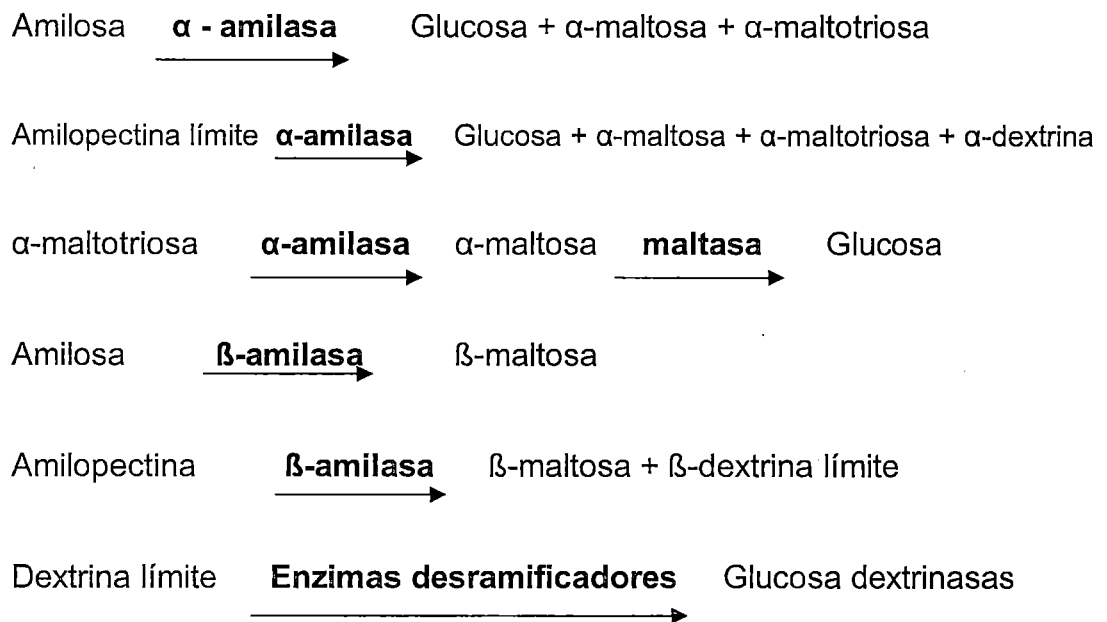 Amilosa α - amilasa Glucosa + α-maltosa + α-maltotriosa
Amilopectina límite α-amilasa Glucosa + α-maltosa + α-maltotriosa + α-dextrina
α-maltotriosa α-amilasa α-maltosa maltasa Glucosa
Amilosa ß-amilasa ß-maltosa
Amilopectina ß-amilasa ß-maltosa + ß-dextrina límite
Dextrina límite Enzimas desramificadores Glucosa dextrinasas